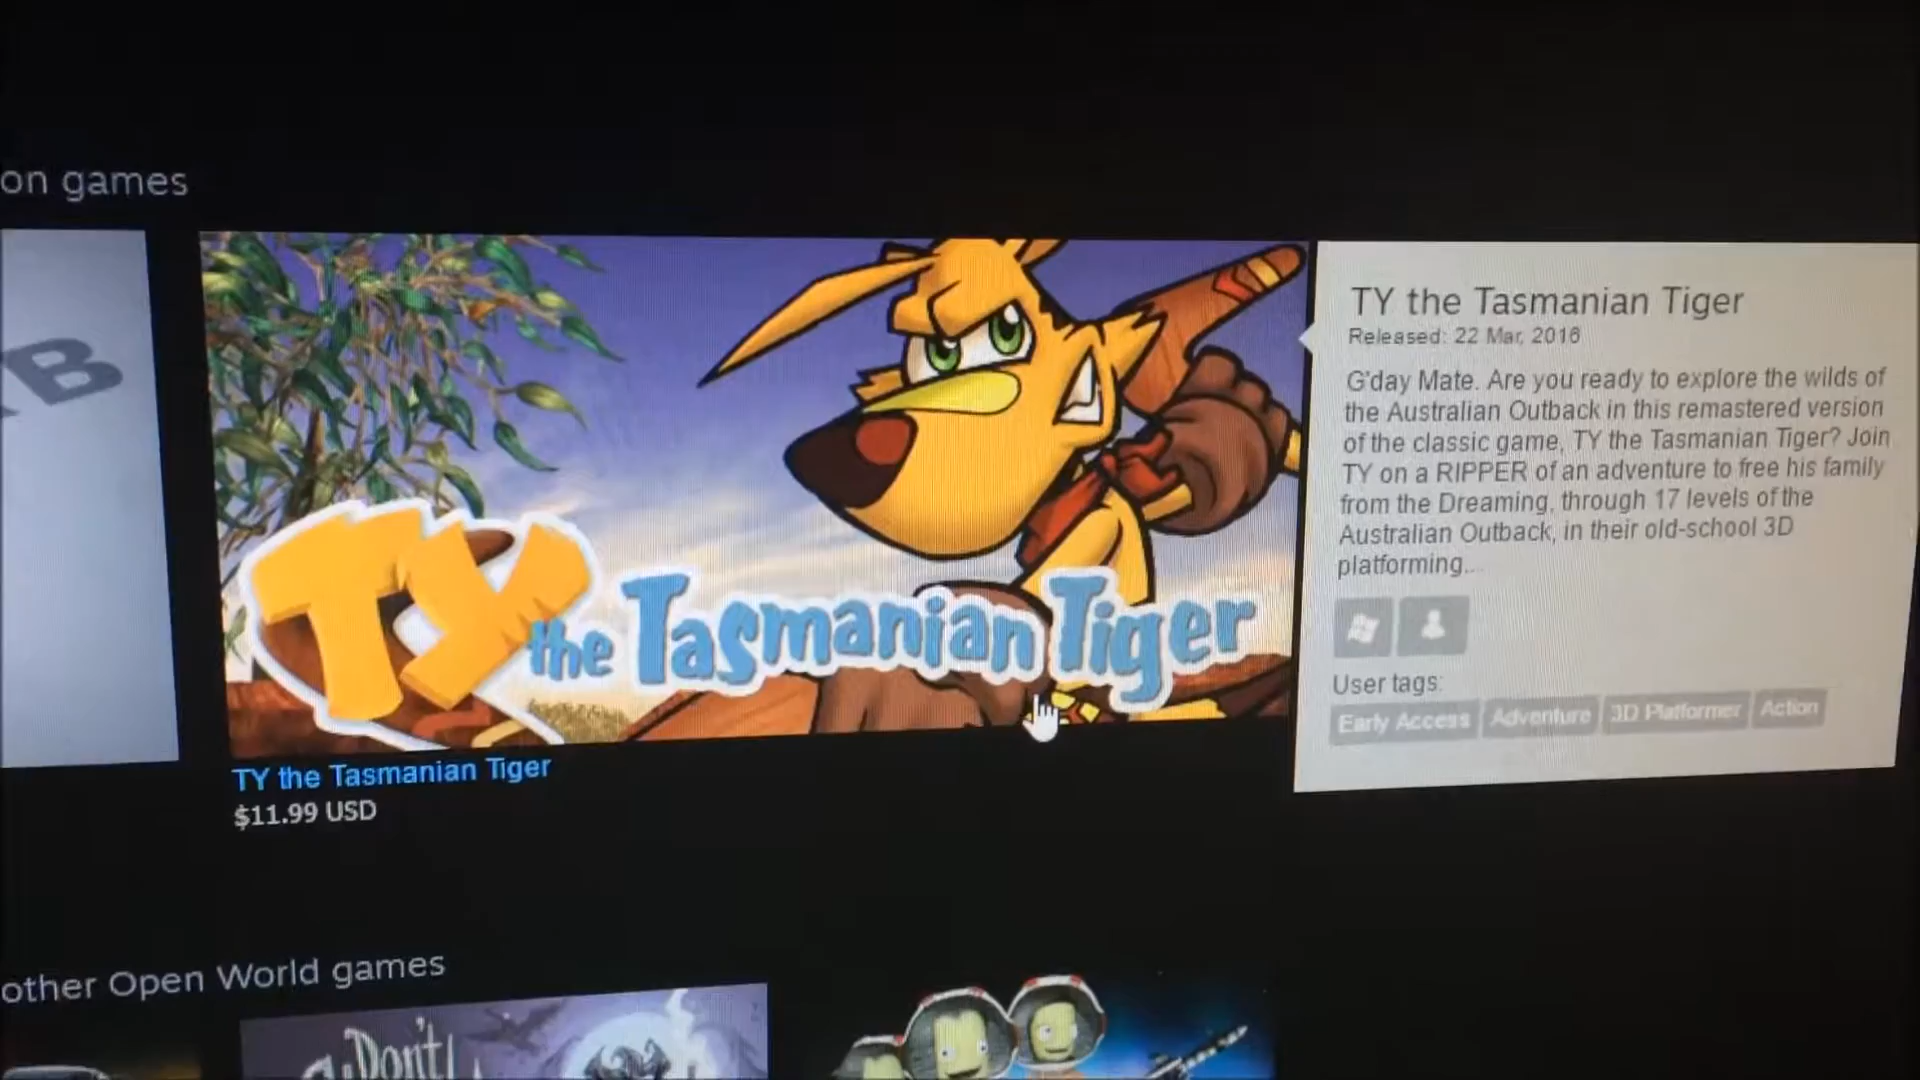 on games
B
TY the Tasmanian Tiger
TY the Tasmanian Tiger
$11.99 USD
TY the Tasmanian Tiger
Released: 22 Mar, 2016
G'day Mate. Are you ready to explore the wilds of
the Australian Outback in this remastered version
of the classic game, TY the Tasmanian Tiger? Join
TY on a RIPPER of an adventure to free his family
from the Dreaming, through 17 levels of the
Australian Outback, in their old-school 3D
platforming...
User tags:
Early Access Adventure 3D Platformer Action
other Open World games
Don't